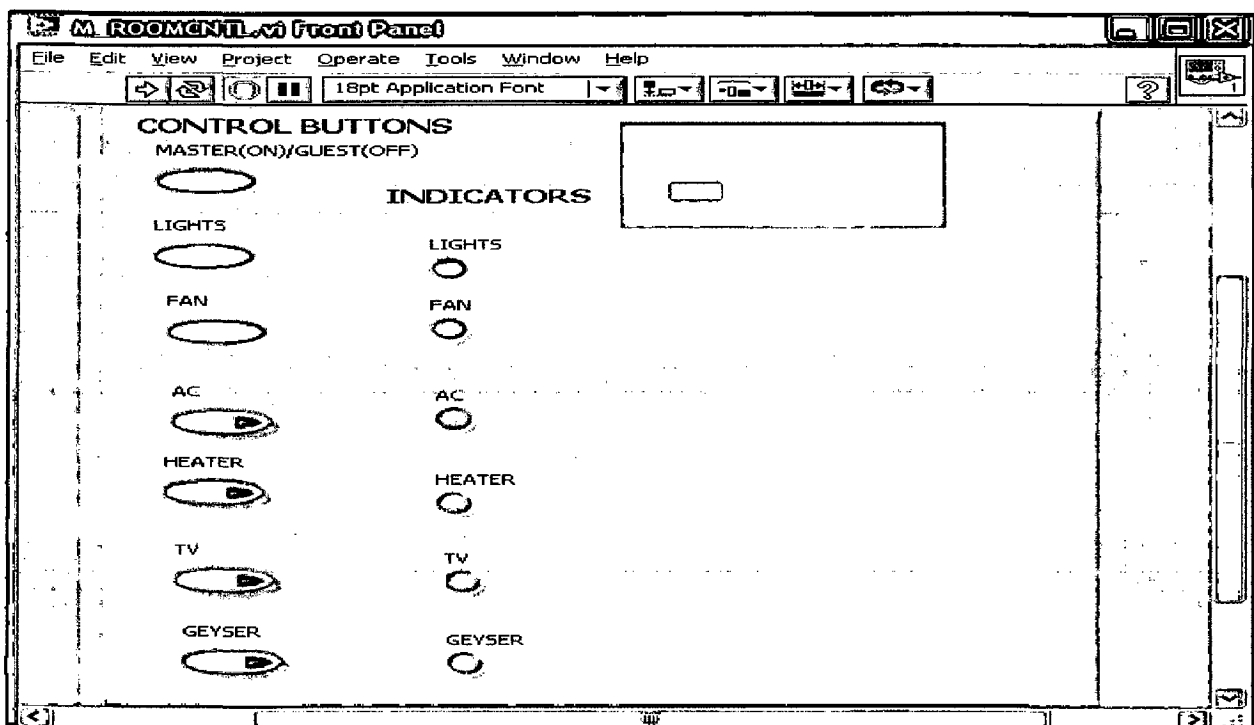 M_ROOMCNTL.vi Front Panel
File Edit View Project Operate Tools Window Help
18pt Application Font
?
1
CONTROL BUTTONS
MASTER(ON)/GUEST(OFF)
INDICATORS
LIGHTS
LIGHTS
FAN
FAN
AC
AC
HEATER
HEATER
TV
TV
GEYSER
GEYSER